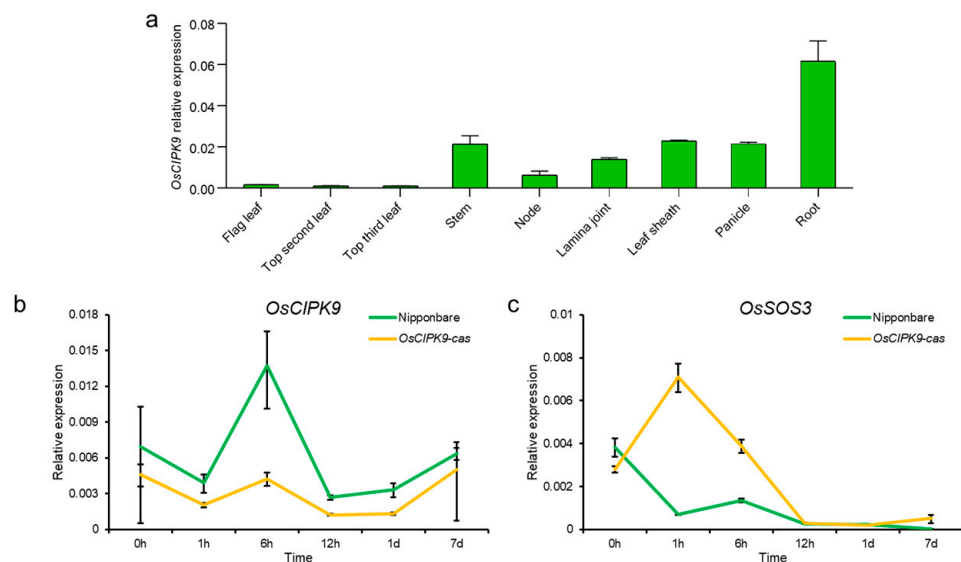 a
OsCIPK9 relative expression
0.08
0.06
0.04
0.02
0.00
Flag leaf
Top second leaf
Top third leaf
Stem
Node
Lamina joint
Leaf sheath
Panicle
Root
b
OsCIPK9
Nipponbare
OsCIPK9-cas
Relative expression
0.018
0.015
0.012
0.009
0.006
0.003
0
0h
1h
6h
12h
1d
7d
Time
c
OsSOS3
Nipponbare
OsCIPK9-cas
Relative expression
0.01
0.008
0.006
0.004
0.002
0
0h
1h
6h
12h
1d
7d
Time